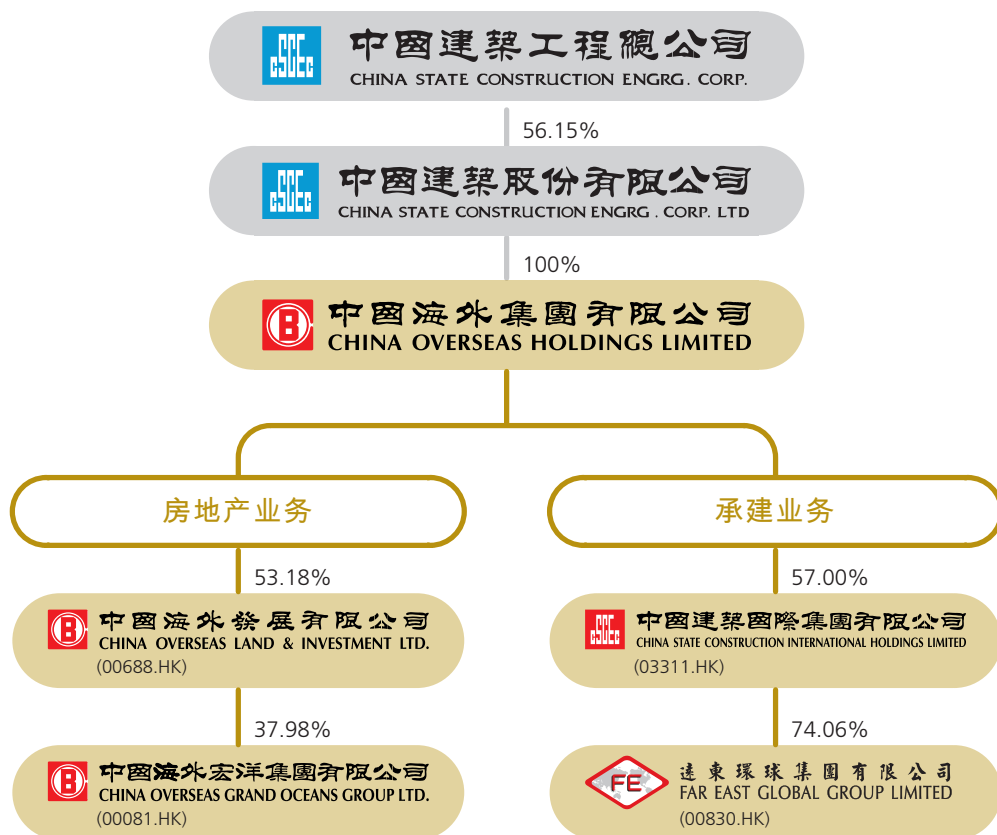 中國建築工程總公司
CHINA STATE CONSTRUCTION ENGRG. CORP.
56.15%
中國建築股份有限公司
CHINA STATE CONSTRUCTION ENGRG. CORP. LTD
100%
中國海外集團有限公司
CHINA OVERSEAS HOLDINGS LIMITED
房地产业务
承建业务
53.18%
57.00%
中國海外發展有限公司
CHINA OVERSEAS LAND & INVESTMENT LTD.
(00688.HK)
中國建築國際集團有限公司
CHINA STATE CONSTRUCTION INTERNATIONAL HOLDINGS LIMITED
(03311.HK)
37.98%
74.06%
中國海外宏洋集團有限公司
CHINA OVERSEAS GRAND OCEANS GROUP LTD.
(00081.HK)
FE
遠東環球集團有限公司
FAR EAST GLOBAL GROUP LIMITED
(00830.HK)